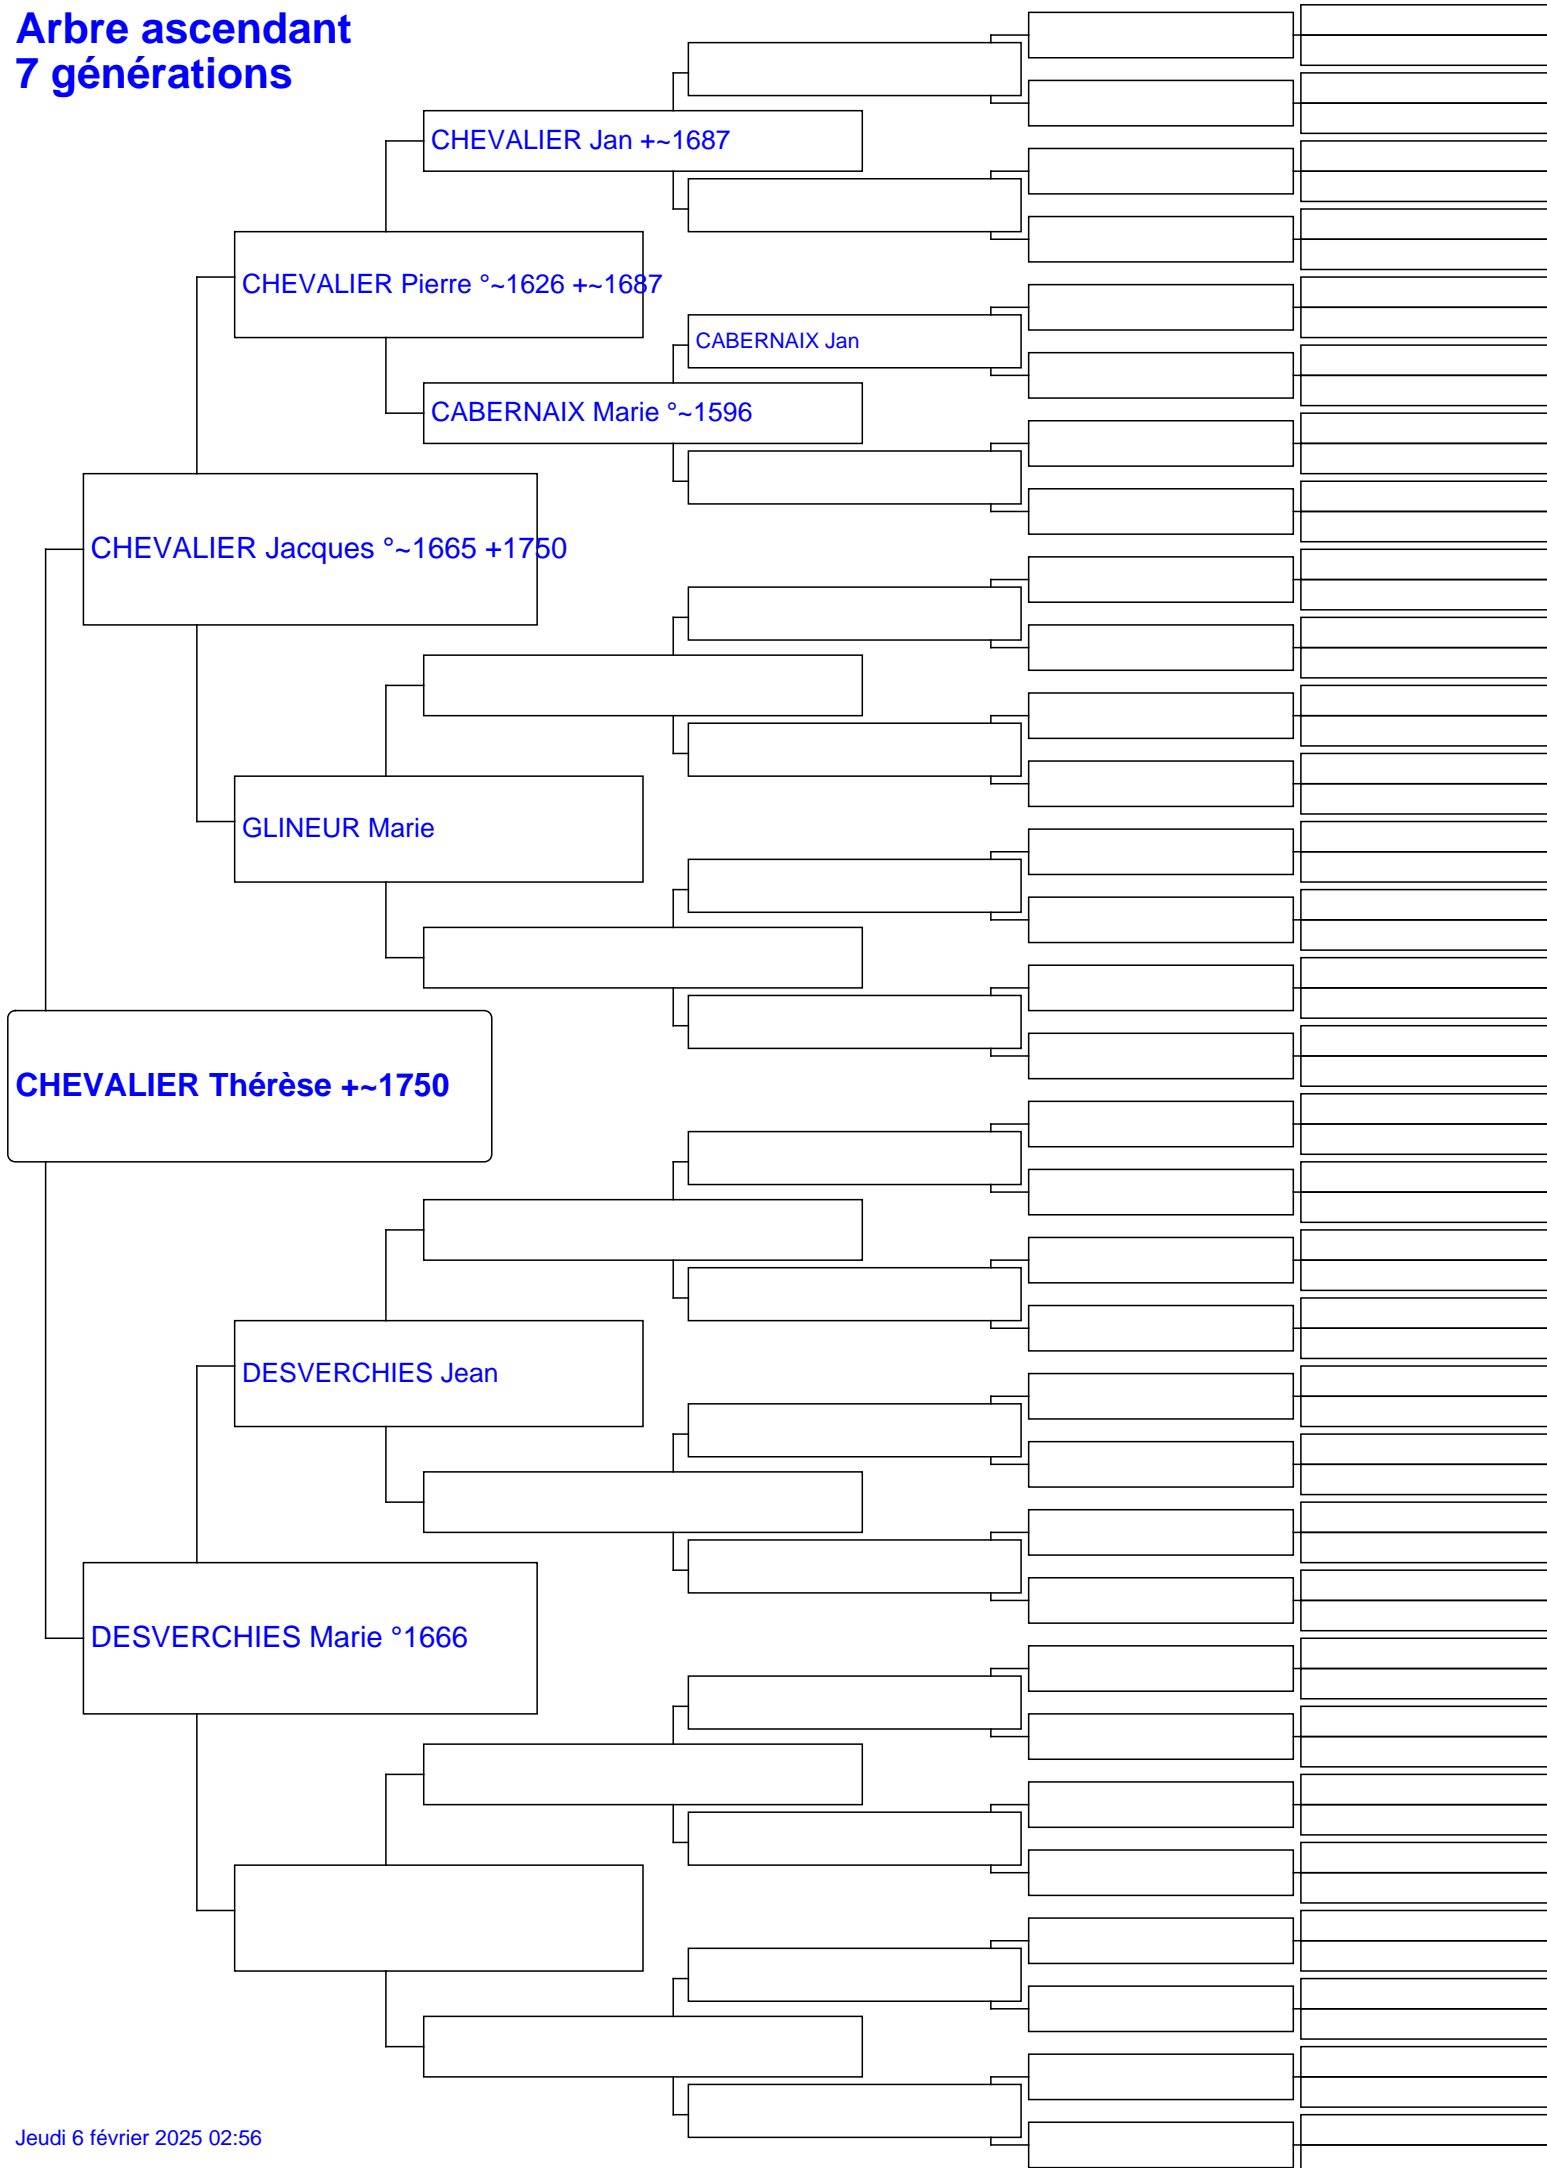 Arbre ascendant
7 générations
CHEVALIER Jan +~1687
CHEVALIER Pierre °~1626 +~1687
CABERNAIX Jan
CABERNAIX Marie °~1596
CHEVALIER Jacques °~1665 +1750
GLINEUR Marie
CHEVALIER Thérèse +~1750
DESVERCHIES Jean
DESVERCHIES Marie °1666
Jeudi 6 février 2025 02:56